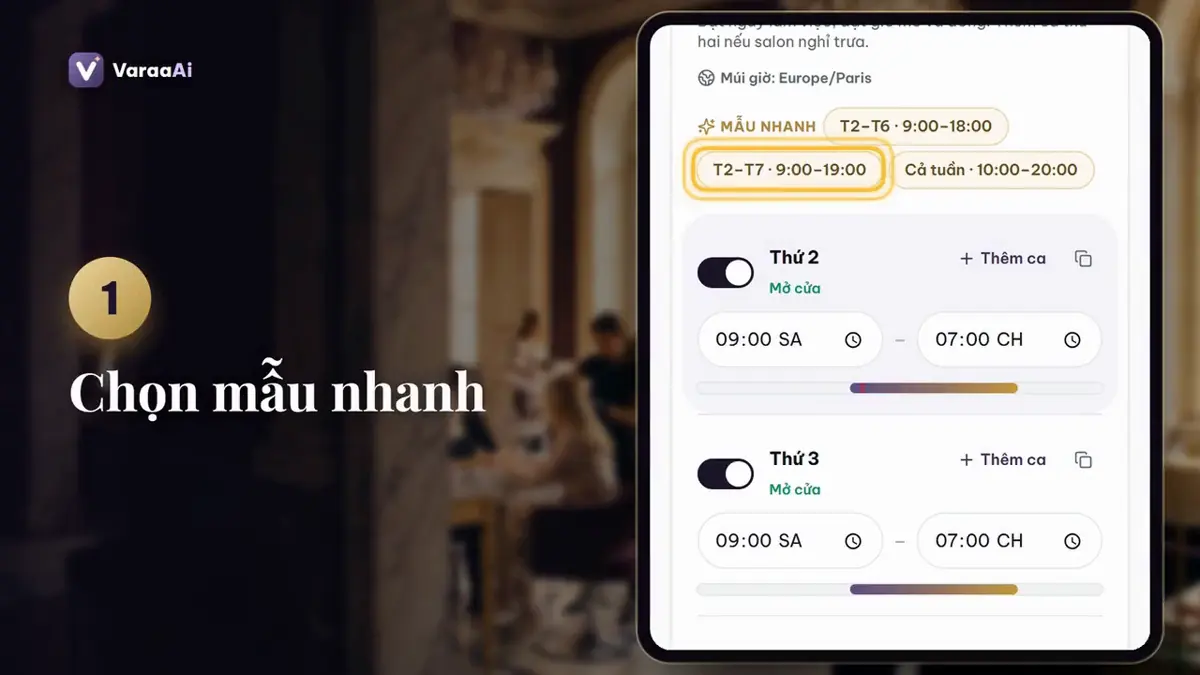 VaraaAi
1
Chọn mẫu nhanh
hai nếu salon nghỉ trưa.
Múi giờ: Europe/Paris
MẪU NHANH
T2–T6 · 9:00–18:00
T2–T7 · 9:00–19:00
Cả tuần · 10:00–20:00
Thứ 2
+ Thêm ca
Mở cửa
09:00 SA – 07:00 CH
Thứ 3
+ Thêm ca
Mở cửa
09:00 SA – 07:00 CH